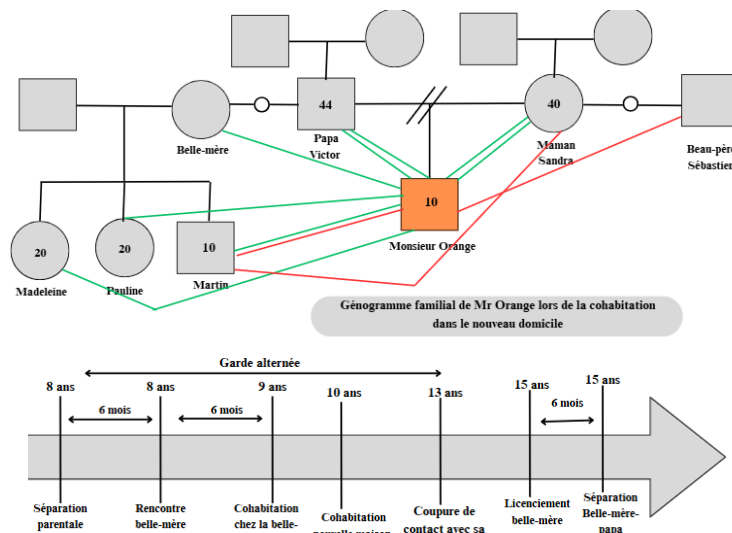 44
40
Belle-mère
Papa
Victor
Maman
Sandra
Beau-père
Sébastien
10
Monsieur Orange
20
20
10
Madeleine
Pauline
Martin
Génogramme familial de Mr Orange lors de la cohabitation
dans le nouveau domicile
Garde alternée
8 ans
8 ans
9 ans
10 ans
13 ans
15 ans
15 ans
6 mois
6 mois
6 mois
Séparation
parentale
Rencontre
belle-mère
Cohabitation
chez la belle-
Cohabitation
nouvelle maison
Coupure de
contact avec sa
Licenciement
belle-mère
Séparation
Belle-mère-
papa